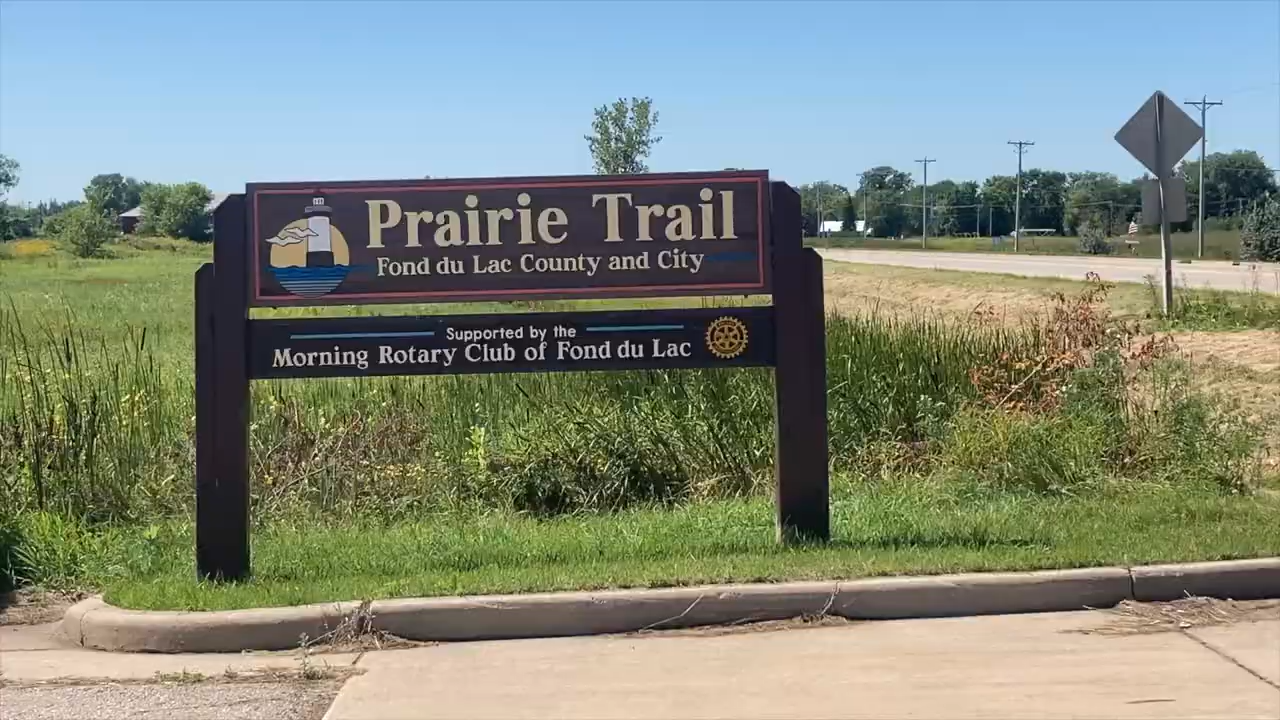 Prairie Trail
Fond du Lac County and City
Supported by the
Morning Rotary Club of Fond du Lac